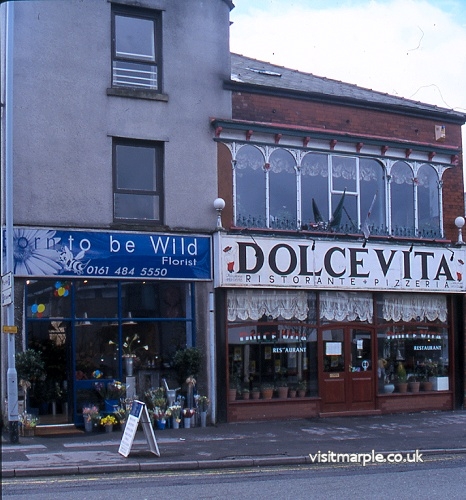 orn to be Wild
Florist
0161 484 5550
DOLCEVITA'
RISTORANTE + PIZZERIA
RESTAURANT
RESTAURANT
visitmarple.co.uk